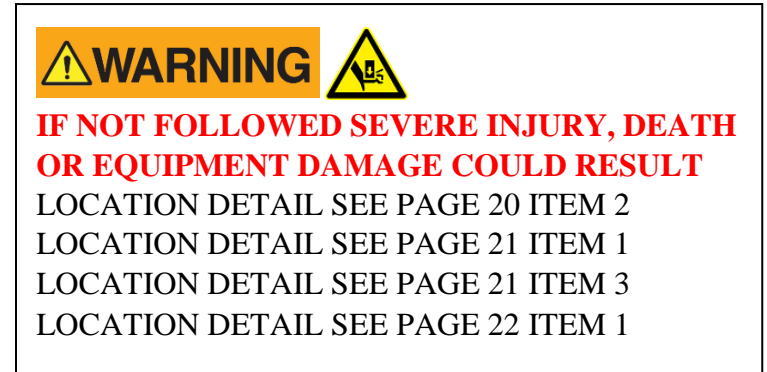 WARNING
IF NOT FOLLOWED SEVERE INJURY, DEATH
OR EQUIPMENT DAMAGE COULD RESULT
LOCATION DETAIL SEE PAGE 20 ITEM 2
LOCATION DETAIL SEE PAGE 21 ITEM 1
LOCATION DETAIL SEE PAGE 21 ITEM 3
LOCATION DETAIL SEE PAGE 22 ITEM 1